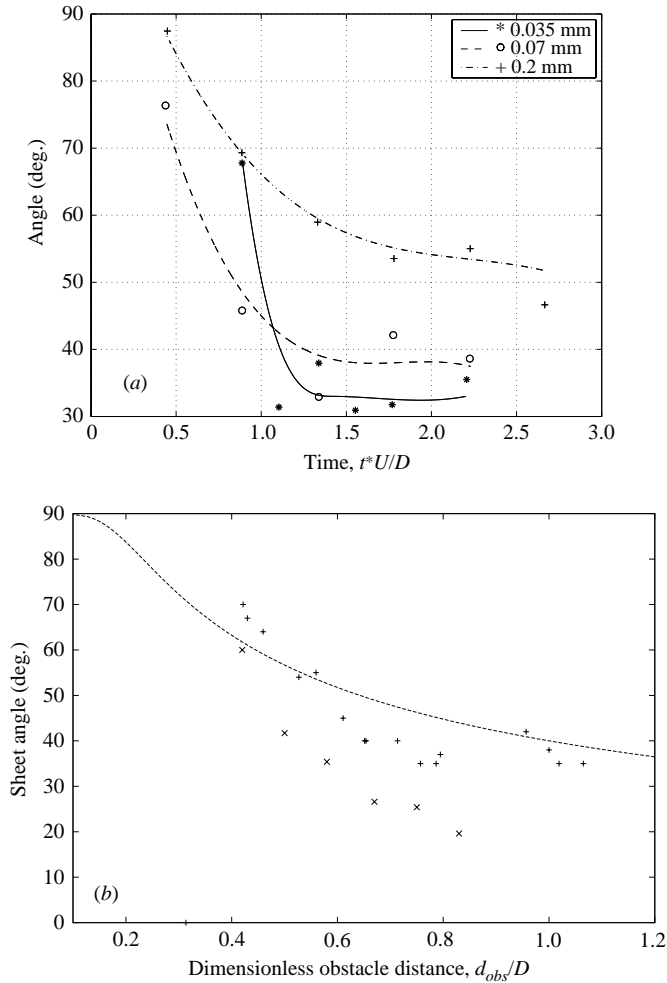 90
80
70
60
50
40
30
Angle (deg.)
* 0.035 mm
o 0.07 mm
+ 0.2 mm
(a)
0 0.5 1.0 1.5 2.0 2.5 3.0
Time, t*U/D
90
80
70
60
50
40
30
20
10
0
Sheet angle (deg.)
(b)
0.2 0.4 0.6 0.8 1.0 1.2
Dimensionless obstacle distance, d_obs/D